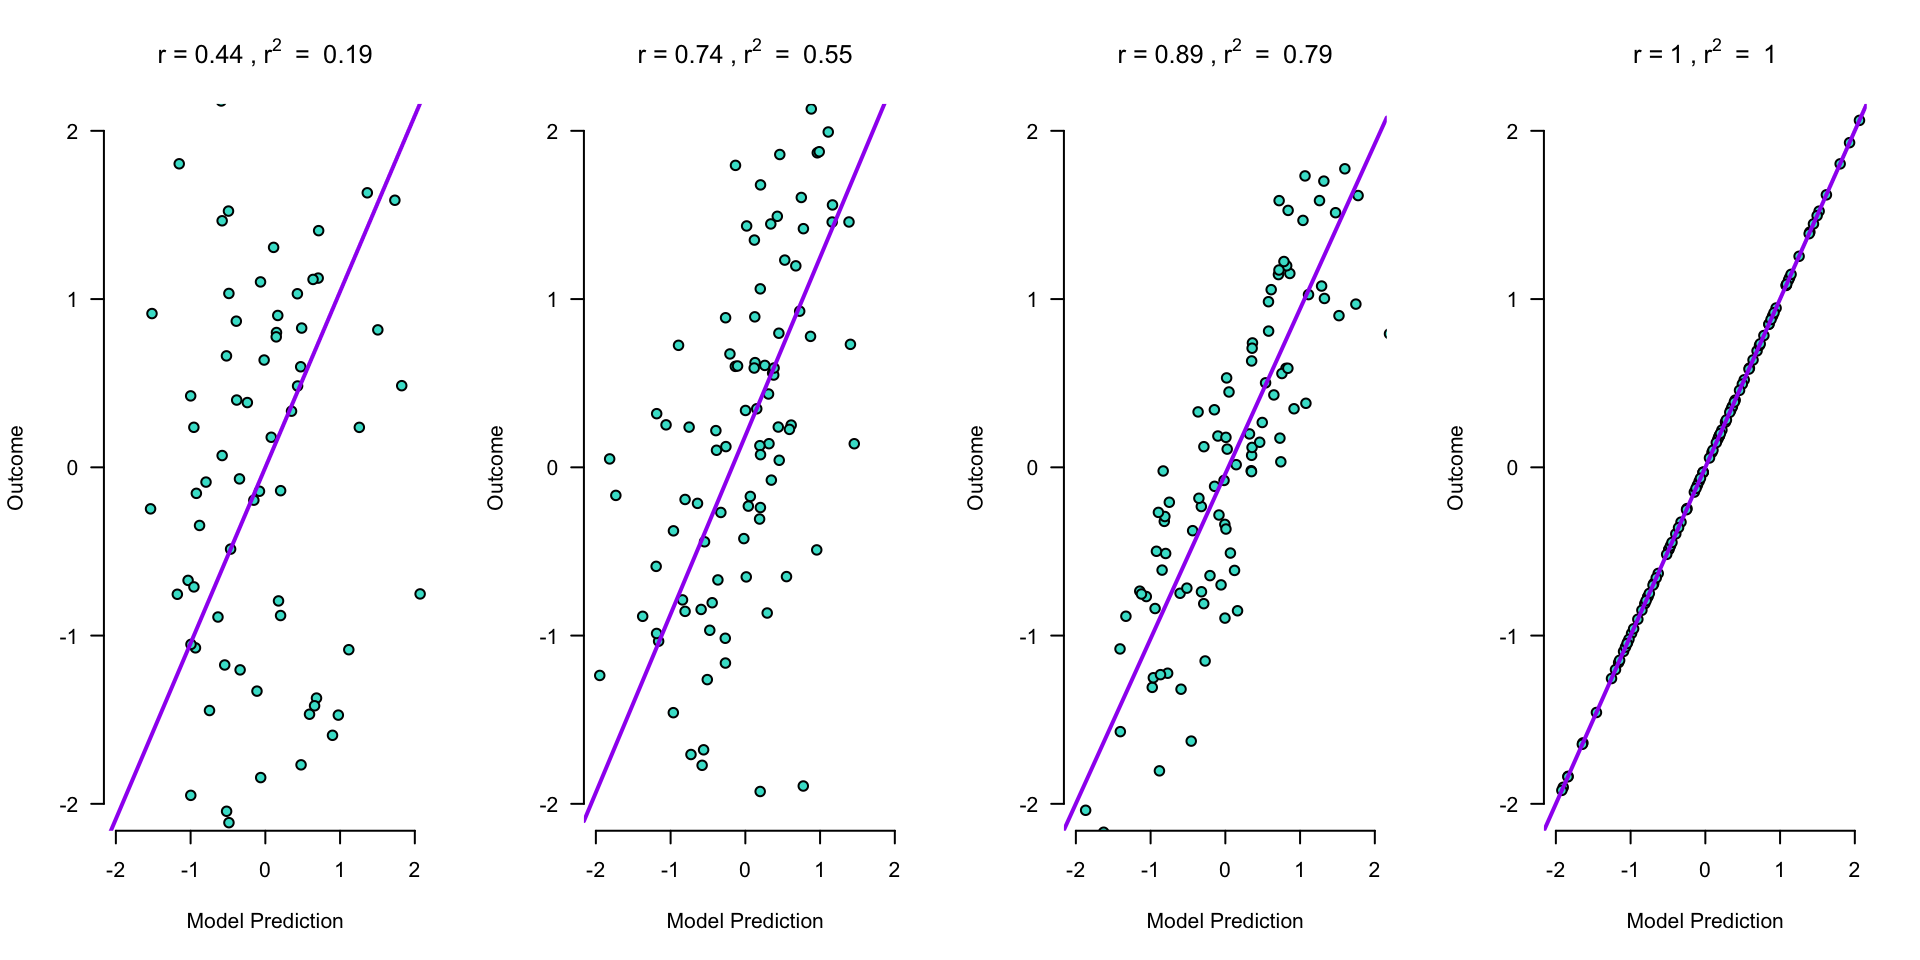 r = 0.44 , r² = 0.19
Outcome
2
1
0
-1
-2
-2 -1 0 1 2
Model Prediction
r = 0.74 , r² = 0.55
Outcome
2
1
0
-1
-2
-2 -1 0 1 2
Model Prediction
r = 0.89 , r² = 0.79
Outcome
2
1
0
-1
-2
-2 -1 0 1 2
Model Prediction
r = 1 , r² = 1
Outcome
2
1
0
-1
-2
-2 -1 0 1 2
Model Prediction